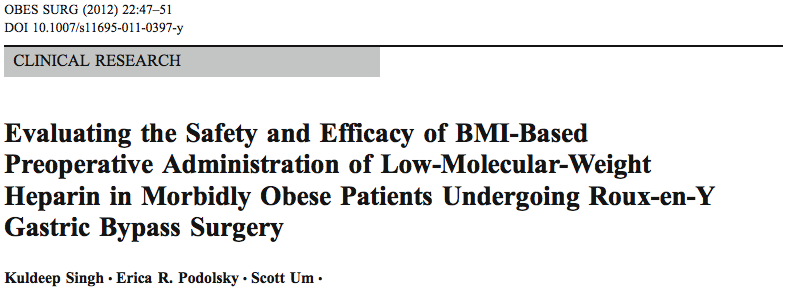 OBES SURG (2012) 22:47–51
DOI 10.1007/s11695-011-0397-y
CLINICAL RESEARCH
Evaluating the Safety and Efficacy of BMI-Based
Preoperative Administration of Low-Molecular-Weight
Heparin in Morbidly Obese Patients Undergoing Roux-en-Y
Gastric Bypass Surgery
Kuldeep Singh · Erica R. Podolsky · Scott Um ·